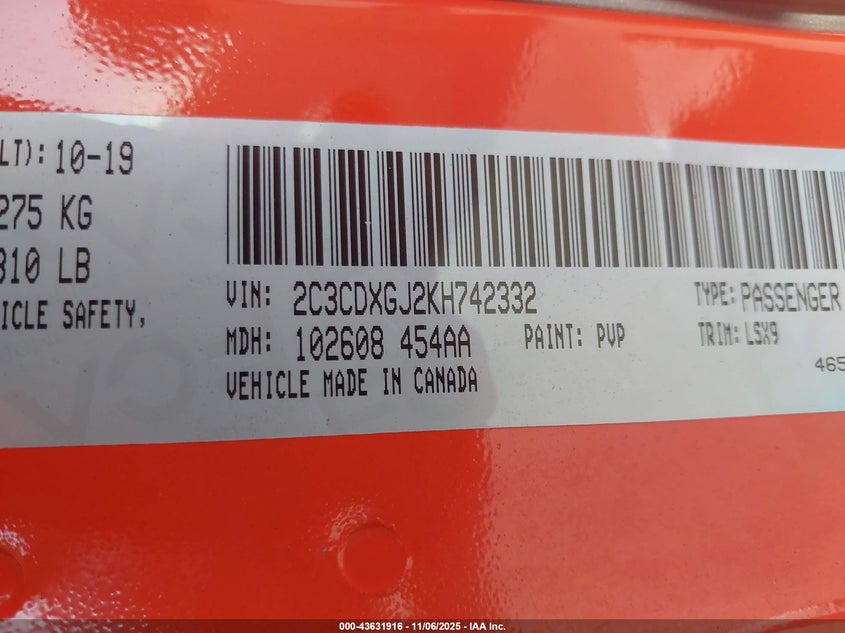 LT): 10-19
275 KG
310 LB
ICLE SAFETY,
VIN: 2C3CDXGJ2KH742332
TYPE: PASSENGER
MDH: 102608 454AA
PAINT: PVP
TRIM: LSX9
465
VEHICLE MADE IN CANADA
000-43631916 - 11/06/2025 - IAA Inc.